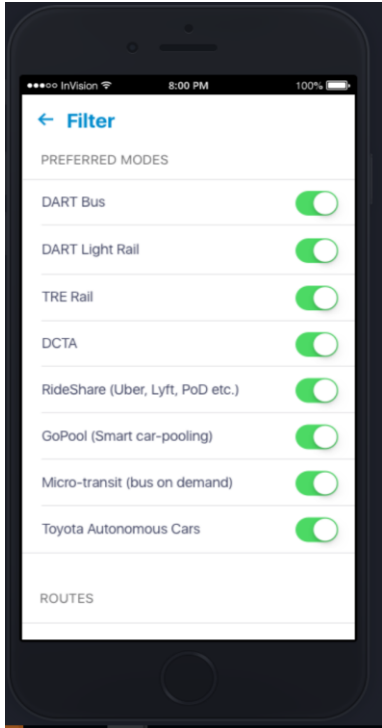 ●●●○○ InVision 8:00 PM 100%
← Filter
PREFERRED MODES
DART Bus
DART Light Rail
TRE Rail
DCTA
RideShare (Uber, Lyft, PoD etc.)
GoPool (Smart car-pooling)
Micro-transit (bus on demand)
Toyota Autonomous Cars
ROUTES